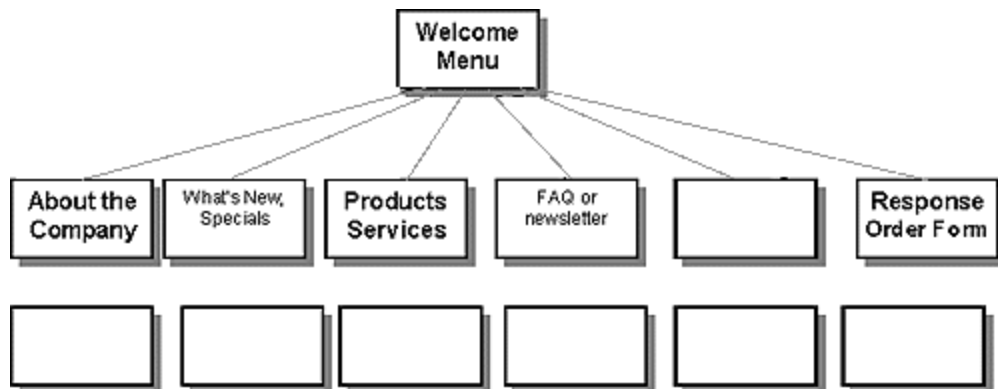 Welcome
Menu
About the
Company
What's New,
Specials
Products
Services
FAQ or
newsletter
Response
Order Form